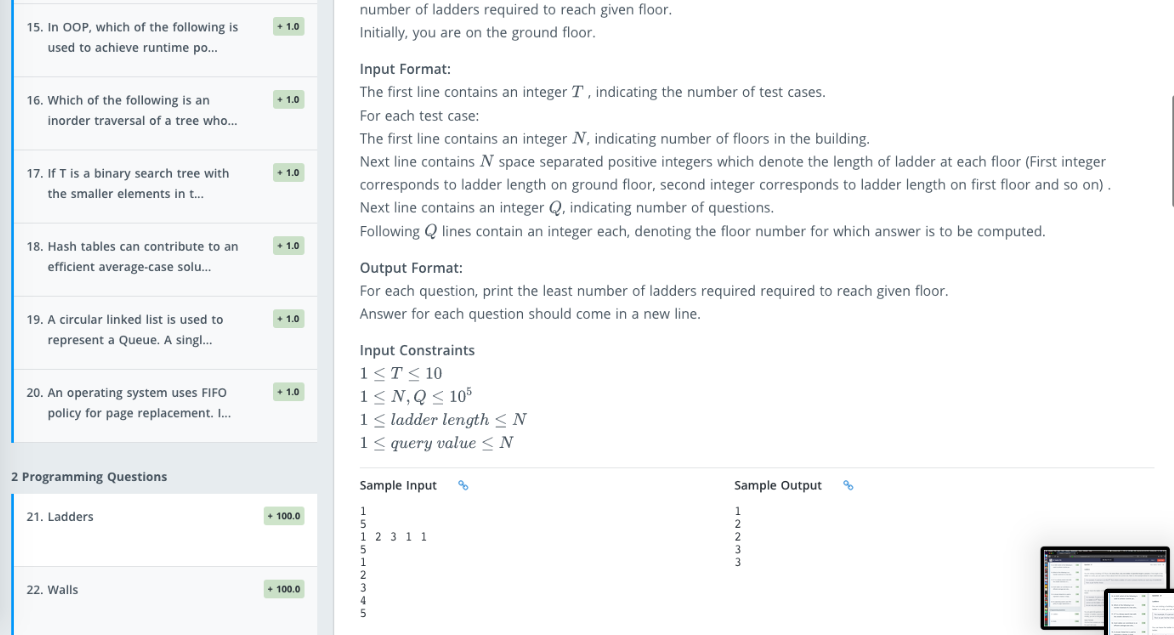 15. In OOP, which of the following is
used to achieve runtime po...
+ 1.0
16. Which of the following is an
inorder traversal of a tree who...
+ 1.0
17. If T is a binary search tree with
the smaller elements in t...
+ 1.0
18. Hash tables can contribute to an
efficient average-case solu...
+ 1.0
19. A circular linked list is used to
represent a Queue. A singl...
+ 1.0
20. An operating system uses FIFO
policy for page replacement. I...
+ 1.0
2 Programming Questions
21. Ladders
+ 100.0
22. Walls
+ 100.0
number of ladders required to reach given floor.
Initially, you are on the ground floor.
Input Format:
The first line contains an integer T , indicating the number of test cases.
For each test case:
The first line contains an integer N, indicating number of floors in the building.
Next line contains N space separated positive integers which denote the length of ladder at each floor (First integer
corresponds to ladder length on ground floor, second integer corresponds to ladder length on first floor and so on) .
Next line contains an integer Q, indicating number of questions.
Following Q lines contain an integer each, denoting the floor number for which answer is to be computed.
Output Format:
For each question, print the least number of ladders required required to reach given floor.
Answer for each question should come in a new line.
Input Constraints
1 ≤ T ≤ 10
1 ≤ N, Q ≤ 10⁵
1 ≤ ladder length ≤ N
1 ≤ query value ≤ N
Sample Input
1
5
1 2 3 1 1
5
1
2
3
4
5
Sample Output
1
2
2
3
3